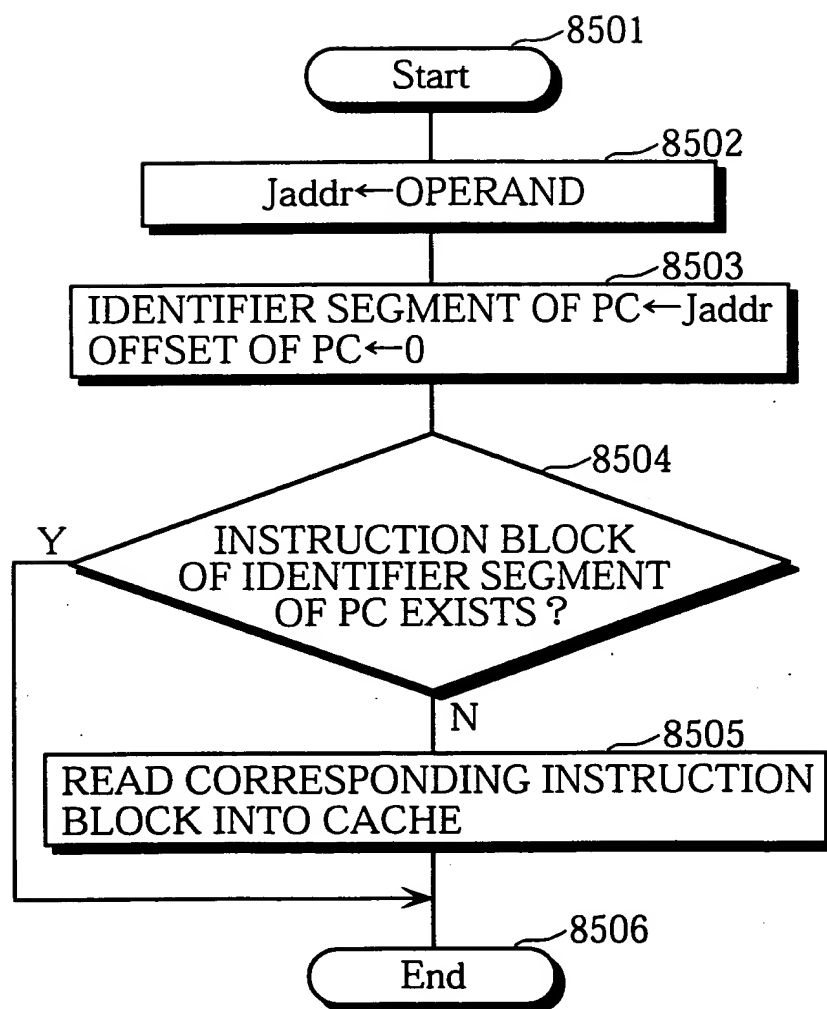 8501
Start
8502
Jaddr←OPERAND
8503
IDENTIFIER SEGMENT OF PC←Jaddr
OFFSET OF PC←0
8504
Y
INSTRUCTION BLOCK
OF IDENTIFIER SEGMENT
OF PC EXISTS ?
N
8505
READ CORRESPONDING INSTRUCTION
BLOCK INTO CACHE
8506
End